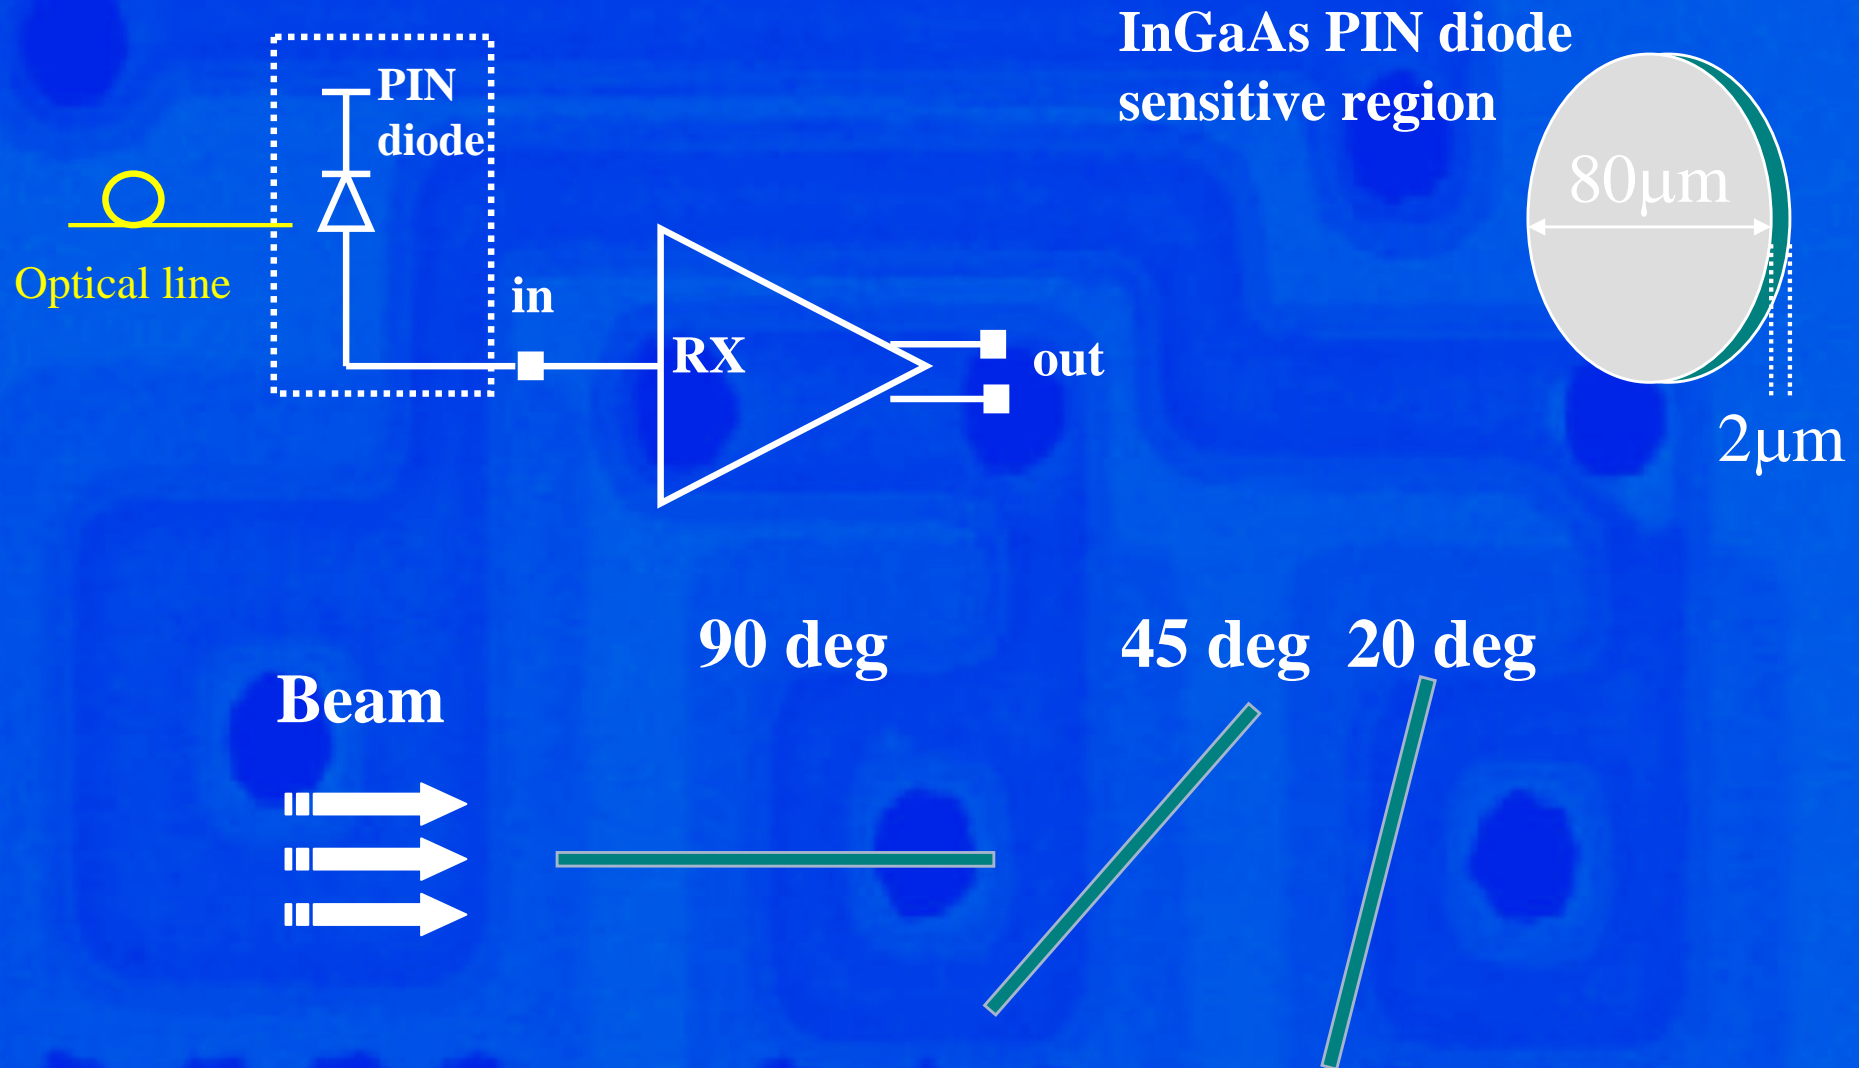 PIN
diode
Optical line
in
RX
out
InGaAs PIN diode
sensitive region
80μm
2μm
Beam
90 deg
45 deg
20 deg